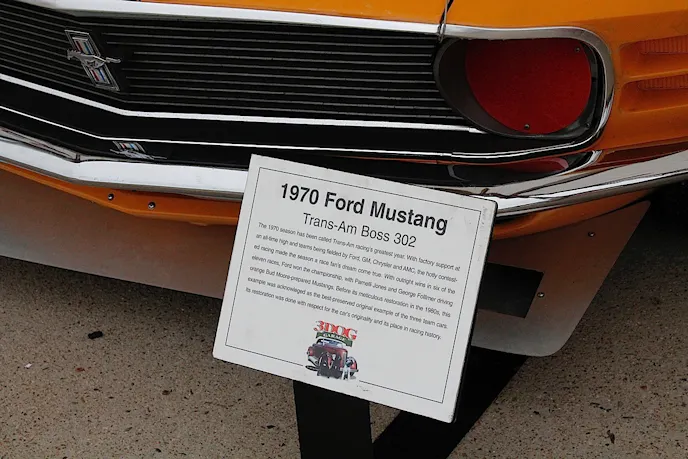 1970 Ford Mustang
Trans-Am Boss 302
The 1970 season has been called Trans-Am racing's greatest year. With factory support at
an all-time high and teams being fielded by Ford, GM, Chrysler and AMC, the hotly contest-
ed racing made the season a race fan's dream come true. With outright wins in six of the
eleven races, Ford won the championship, with Parnelli Jones and George Follmer driving
orange Bud Moore-prepared Mustangs. Before its meticulous restoration in the 1980s, this
example was acknowledged as the best-preserved original example of the three team cars.
Its restoration was done with respect for the car's originality and its place in racing history.
3DOG
GARAGE